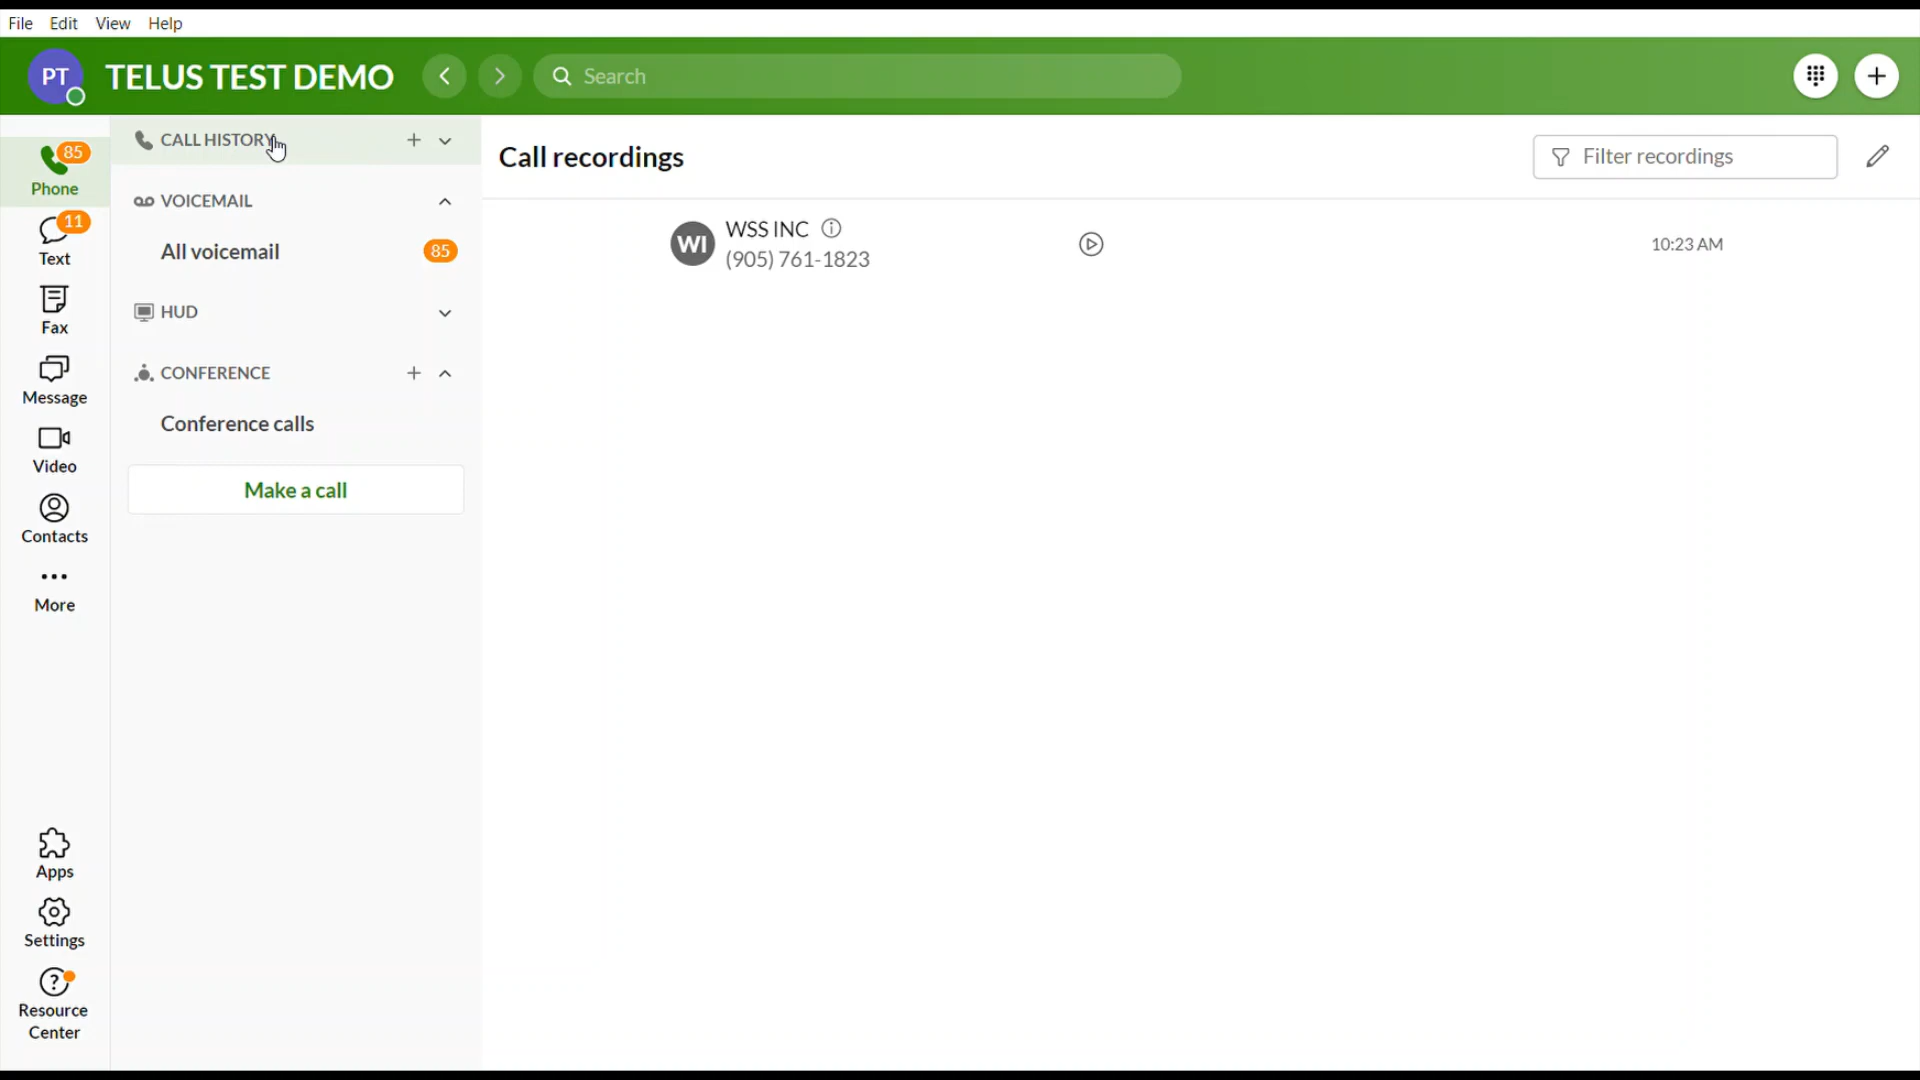 File Edit View Help
PT TELUS TEST DEMO Search
85
Phone
11
Text
Fax
Message
Video
Contacts
More
Apps
Settings
Resource
Center
CALL HISTORY
VOICEMAIL
All voicemail 85
HUD
CONFERENCE
Conference calls
Make a call
Call recordings
Filter recordings
WI WSS INC
(905) 761-1823
10:23 AM